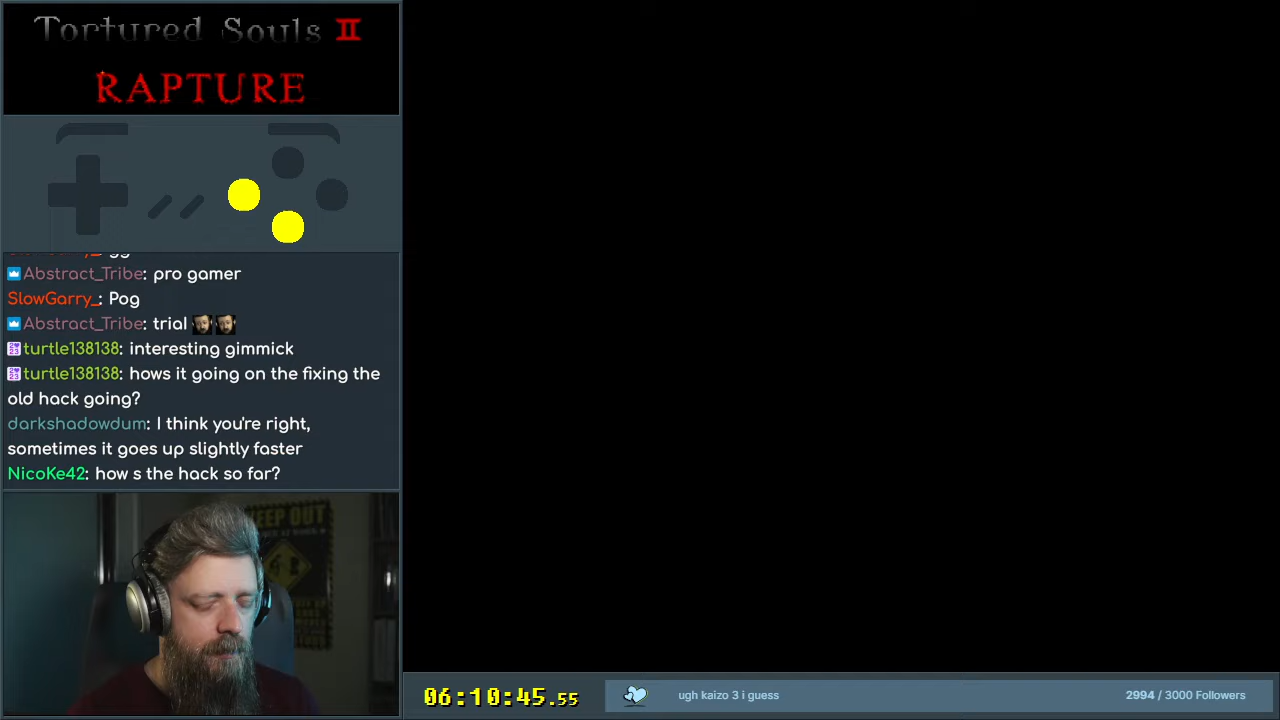 Tortured Souls II
RAPTURE
Abstract_Tribe: pro gamer
SlowGarry_: Pog
Abstract_Tribe: trial
turtle138138: interesting gimmick
turtle138138: hows it going on the fixing the
old hack going?
darkshadowdum: I think you're right,
sometimes it goes up slightly faster
NicoKe42: how s the hack so far?
KEEP OUT
06:10:45.55
ugh kaizo 3 i guess
2994 / 3000 Followers